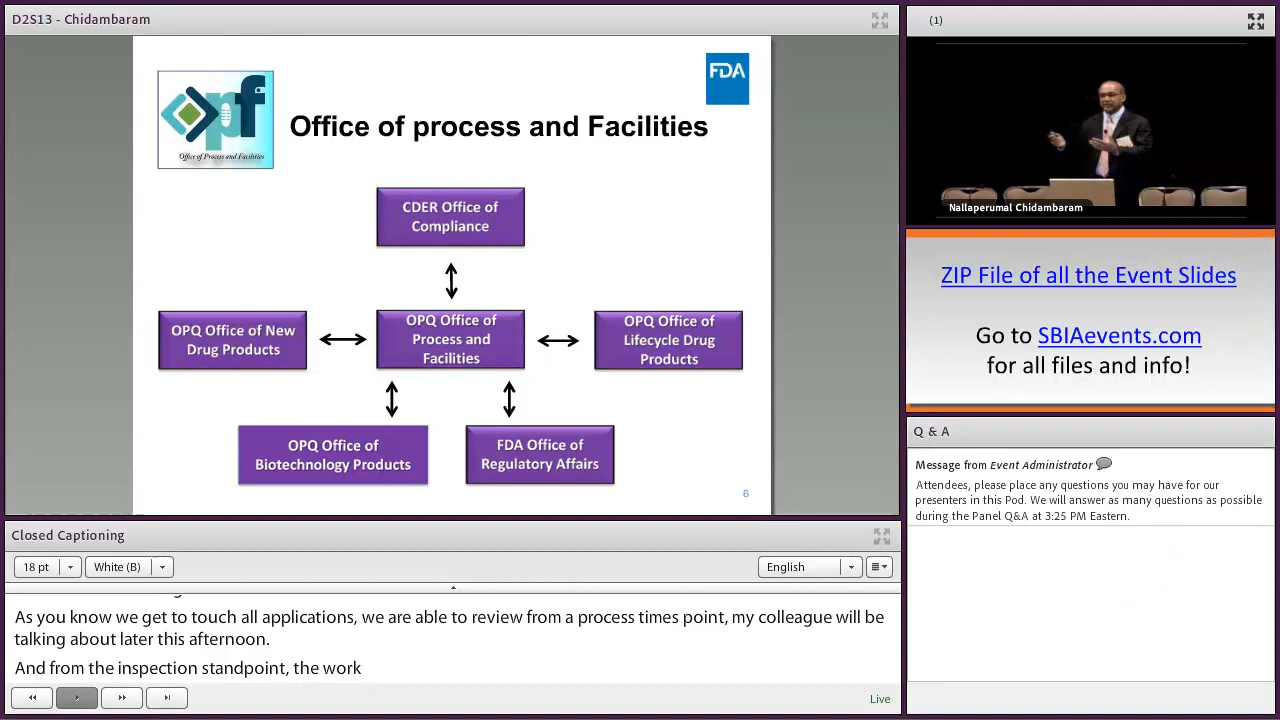 D2S13 - Chidambaram
opf
Office of Process and Facilities
FDA
Office of process and Facilities
CDER Office of
Compliance
OPQ Office of New
Drug Products
OPQ Office of
Process and
Facilities
OPQ Office of
Lifecycle Drug
Products
OPQ Office of
Biotechnology Products
FDA Office of
Regulatory Affairs
6
Closed Captioning
18 pt
White (B)
English
As you know we get to touch all applications, we are able to review from a process times point, my colleague will be
talking about later this afternoon.
And from the inspection standpoint, the work
Live
(1)
Nallaperumal Chidambaram
ZIP File of all the Event Slides
Go to SBIAevents.com
for all files and info!
Q & A
Message from Event Administrator
Attendees, please place any questions you may have for our
presenters in this Pod. We will answer as many questions as possible
during the Panel Q&A at 3:25 PM Eastern.